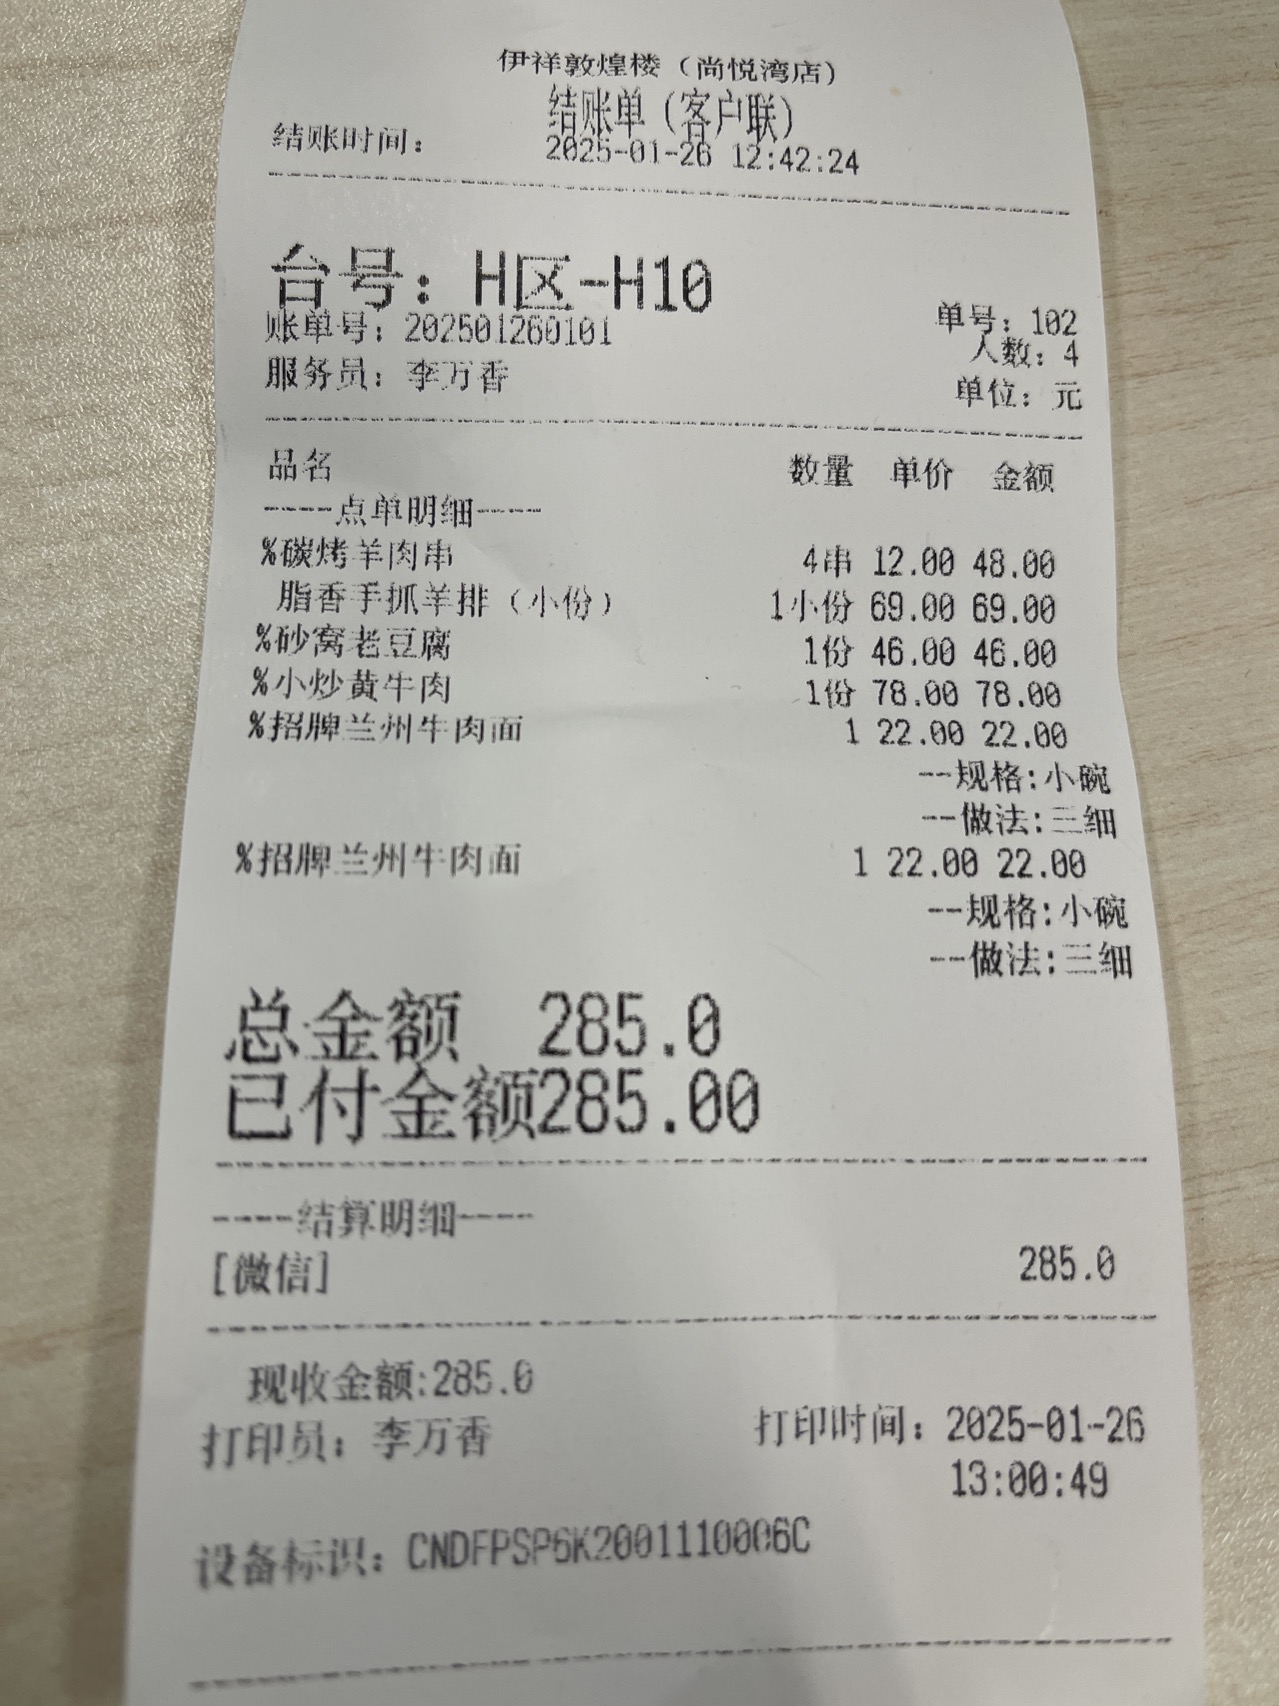 伊祥敦煌楼（尚悦湾店）
结账单（客户联）
结账时间： 2025-01-26 12:42:24
台号：H区-H10
账单号：202501260101 单号：102
人数：4
服务员：李万香 单位：元
品名 数量 单价 金额
----点单明细----
%碳烤羊肉串 4串 12.00 48.00
脂香手抓羊排（小份） 1小份 69.00 69.00
%砂窝老豆腐 1份 46.00 46.00
%小炒黄牛肉 1份 78.00 78.00
%招牌兰州牛肉面 1 22.00 22.00
--规格:小碗
--做法:三细
%招牌兰州牛肉面 1 22.00 22.00
--规格:小碗
--做法:三细
总金额 285.0
已付金额285.00
----结算明细----
[微信] 285.0
现收金额:285.0
打印员：李万香 打印时间：2025-01-26
13:00:49
设备标识：CNDFPSP6K2001110006C